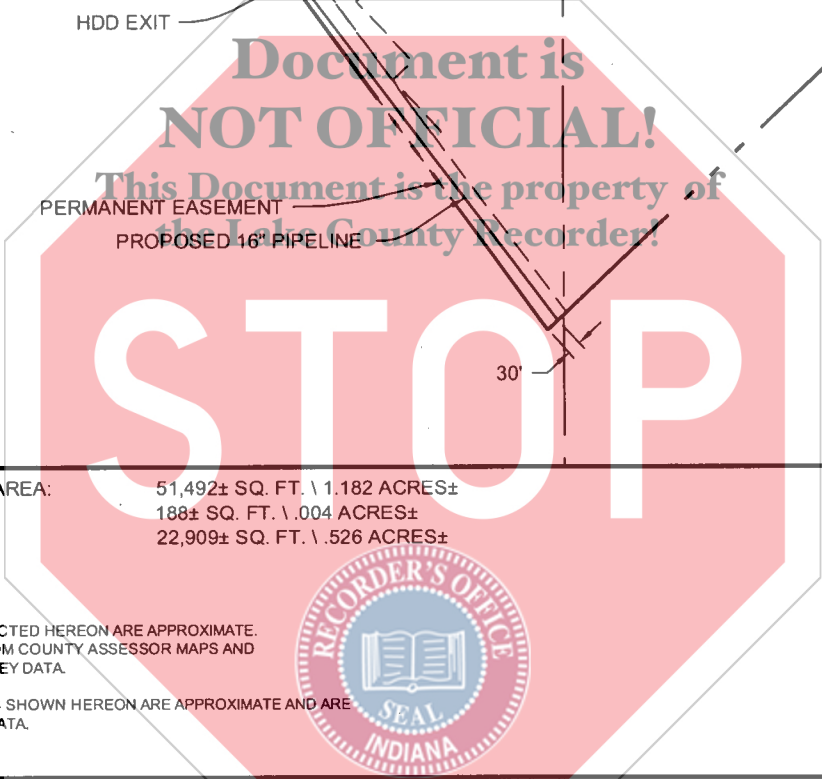 HDD EXIT
Document is
NOT OFFICIAL!
This Document is the property of
PERMANENT EASEMENT
the Lake County Recorder!
PROPOSED 16" PIPELINE
STOP
30'
AREA: 51,492± SQ. FT. \ 1.182 ACRES±
188± SQ. FT. \ .004 ACRES±
22,909± SQ. FT. \ .526 ACRES±
CTED HEREON ARE APPROXIMATE.
M COUNTY ASSESSOR MAPS AND
EY DATA.
SHOWN HEREON ARE APPROXIMATE AND ARE
ATA.
RECORDER'S OFFICE
SEAL
INDIANA